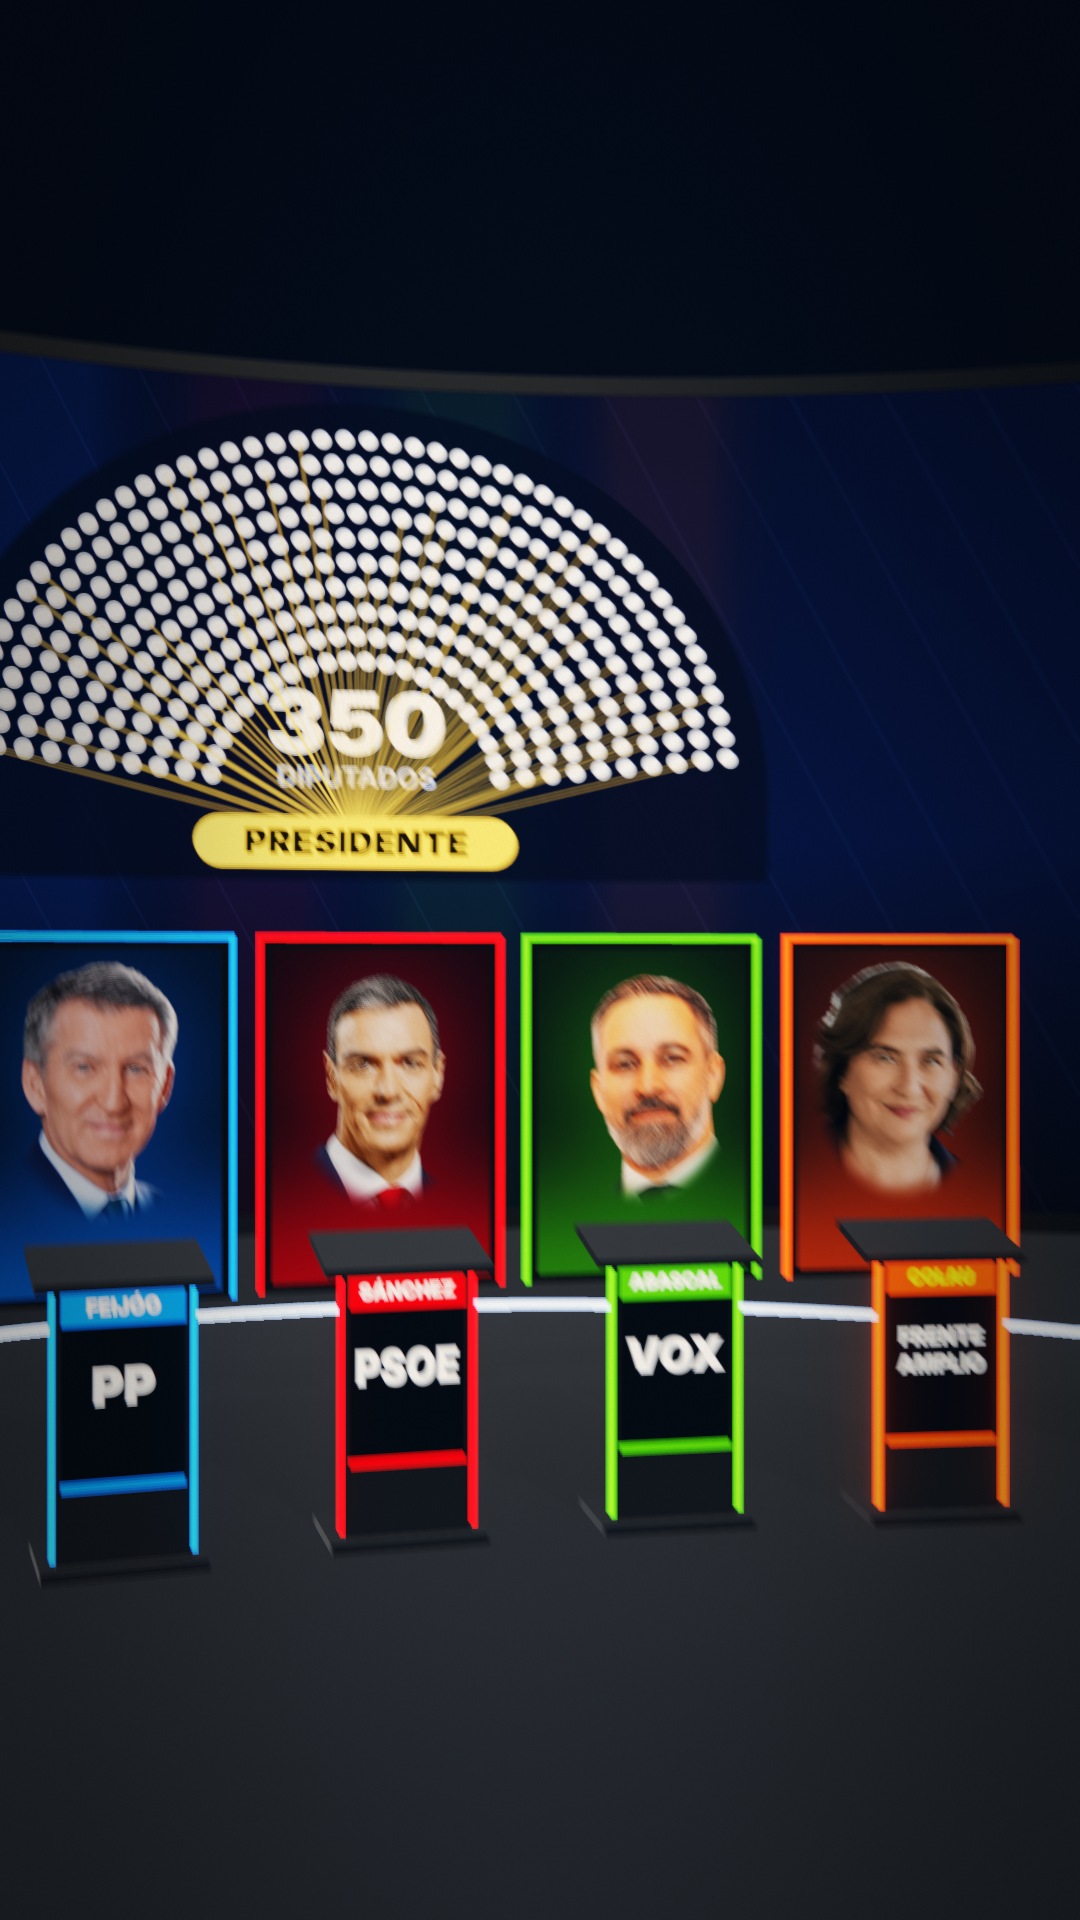 350
DIPUTADOS
PRESIDENTE
FEIJÓO
PP
SÁNCHEZ
PSOE
ABASCAL
VOX
COLAU
FRENTE
AMPLIO